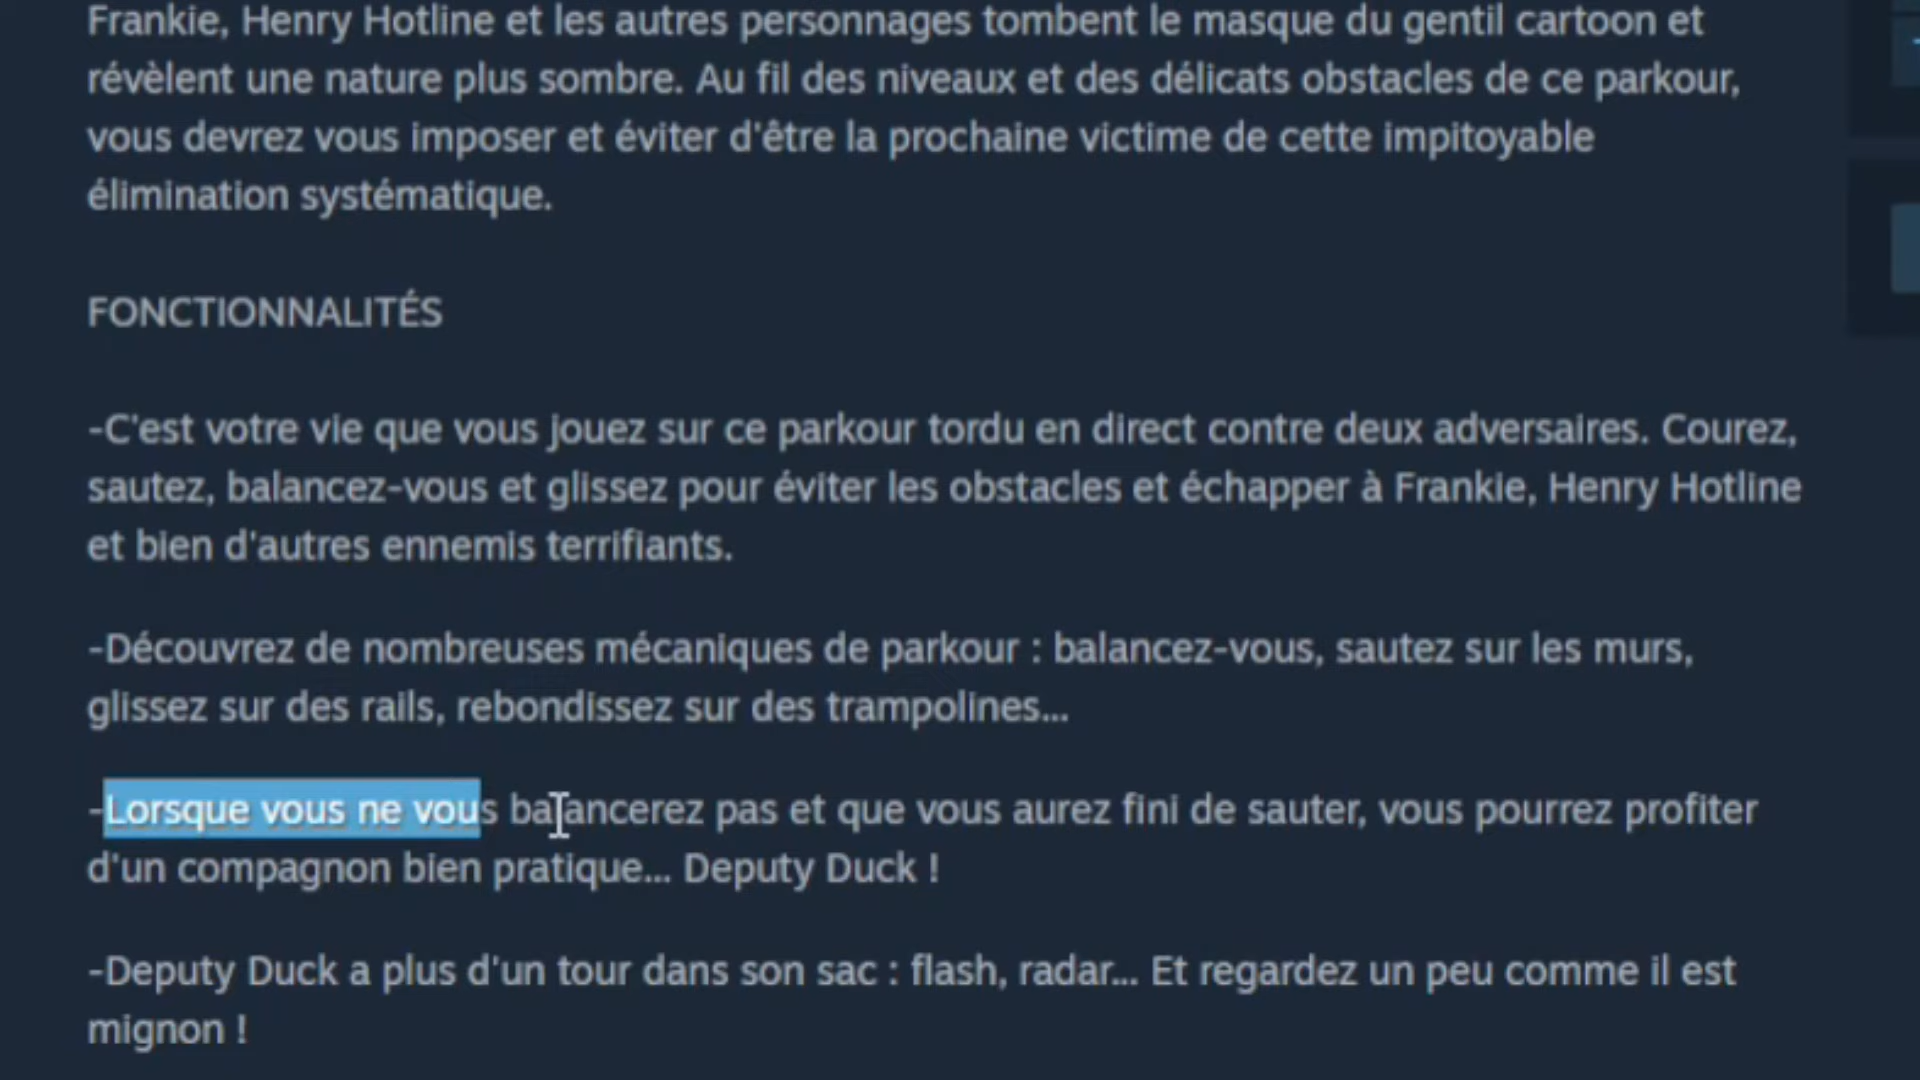 Frankie, Henry Hotline et les autres personnages tombent le masque du gentil cartoon et
révèlent une nature plus sombre. Au fil des niveaux et des délicats obstacles de ce parkour,
vous devrez vous imposer et éviter d'être la prochaine victime de cette impitoyable
élimination systématique.
FONCTIONNALITÉS
-C'est votre vie que vous jouez sur ce parkour tordu en direct contre deux adversaires. Courez,
sautez, balancez-vous et glissez pour éviter les obstacles et échapper à Frankie, Henry Hotline
et bien d'autres ennemis terrifiants.
-Découvrez de nombreuses mécaniques de parkour : balancez-vous, sautez sur les murs,
glissez sur des rails, rebondissez sur des trampolines...
-Lorsque vous ne vous balancerez pas et que vous aurez fini de sauter, vous pourrez profiter
d'un compagnon bien pratique... Deputy Duck !
-Deputy Duck a plus d'un tour dans son sac : flash, radar... Et regardez un peu comme il est
mignon !